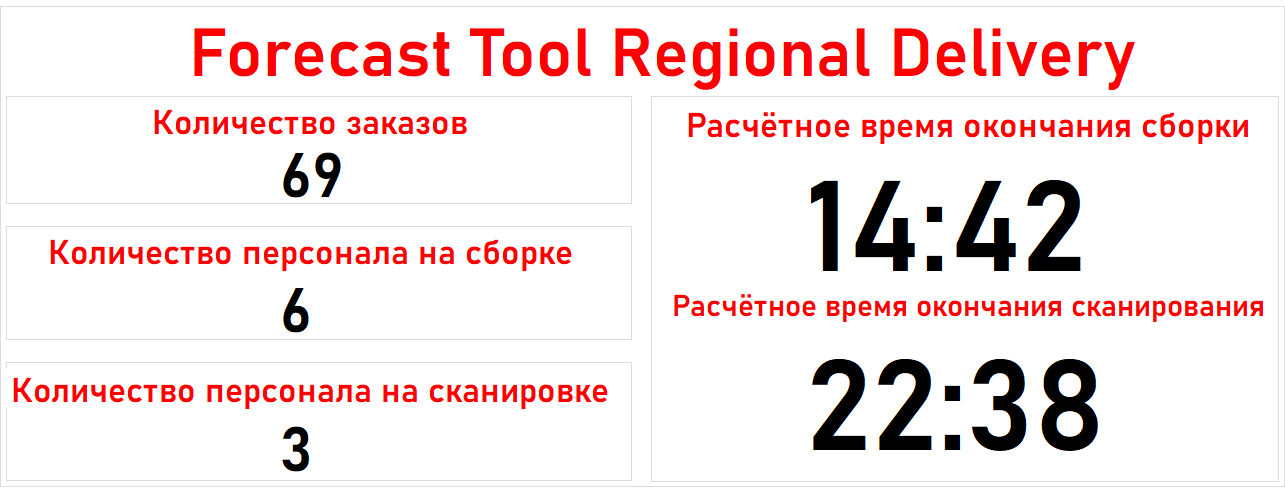 Forecast Tool Regional Delivery
Количество заказов
69
Количество персонала на сборке
6
Количество персонала на сканировке
3
Расчётное время окончания сборки
14:42
Расчётное время окончания сканирования
22:38